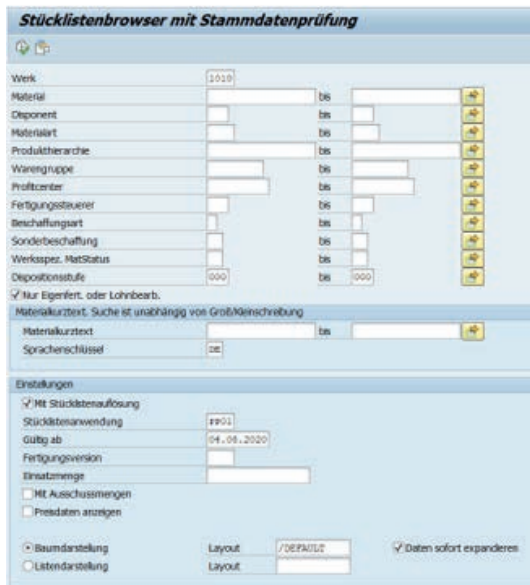 Stücklistenbrowser mit Stammdatenprüfung
Werk 1010
Material bis
Disponent bis
Materialart bis
Produkthierarchie bis
Warengruppe bis
Profitcenter bis
Fertigungssteuerer bis
Beschaffungsart bis
Sonderbeschaffung bis
Werksspez. MatStatus bis
Dispositionsstufe 000 bis 000
Nur Eigenfert. oder Lohnbearb.
Materialkurztext. Suche ist unabhängig von Groß/Kleinschreibung
Materialkurztext bis
Sprachenschlüssel DE
Einstellungen
Mit Stücklistenauflösung
Stücklistenanwendung PP01
Gültig ab 04.06.2020
Fertigungsversion
Einsatzmenge
Mit Ausschussmengen
Preisdaten anzeigen
Baumdarstellung Layout /DEFAULT Daten sofort expandieren
Listendarstellung Layout